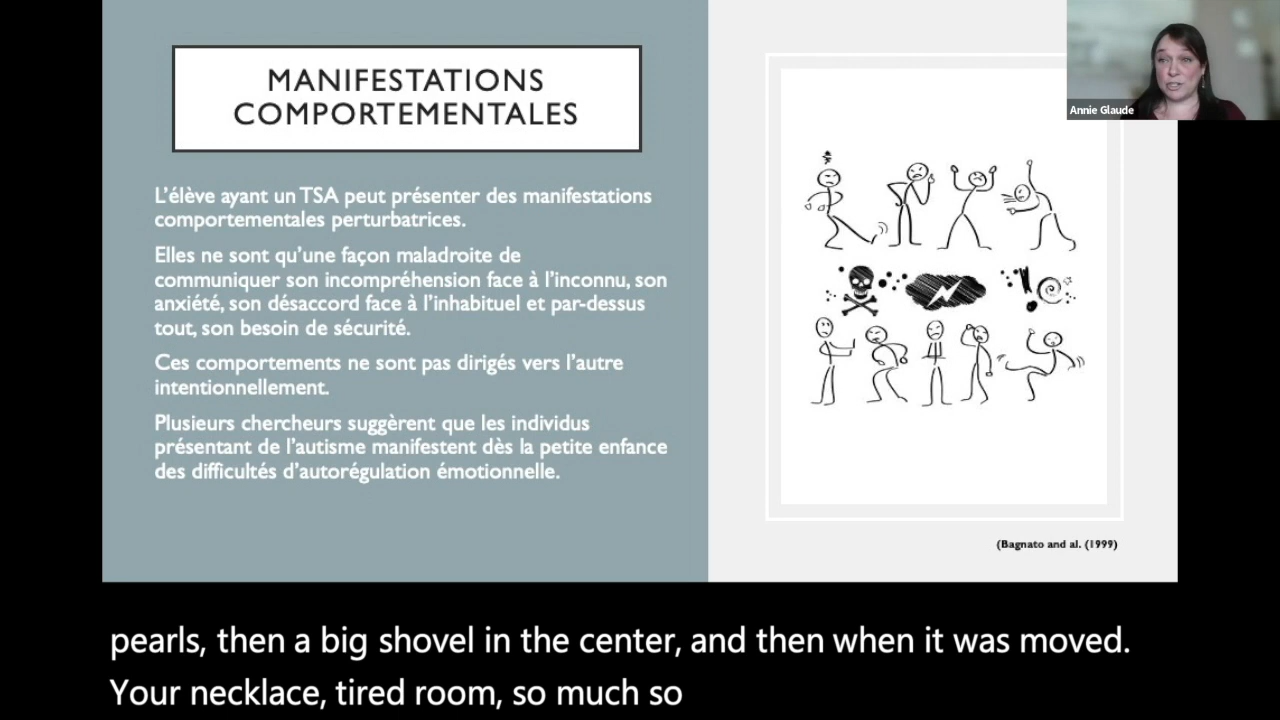 MANIFESTATIONS
COMPORTEMENTALES
Annie Glaude
L'élève ayant un TSA peut présenter des manifestations
comportementales perturbatrices.
Elles ne sont qu'une façon maladroite de
communiquer son incompréhension face à l'inconnu, son
anxiété, son désaccord face à l'inhabituel et par-dessus
tout, son besoin de sécurité.
Ces comportements ne sont pas dirigés vers l'autre
intentionnellement.
Plusieurs chercheurs suggèrent que les individus
présentant de l'autisme manifestent dès la petite enfance
des difficultés d'autorégulation émotionnelle.
(Bagnato and al. (1999)
pearls, then a big shovel in the center, and then when it was moved.
Your necklace, tired room, so much so